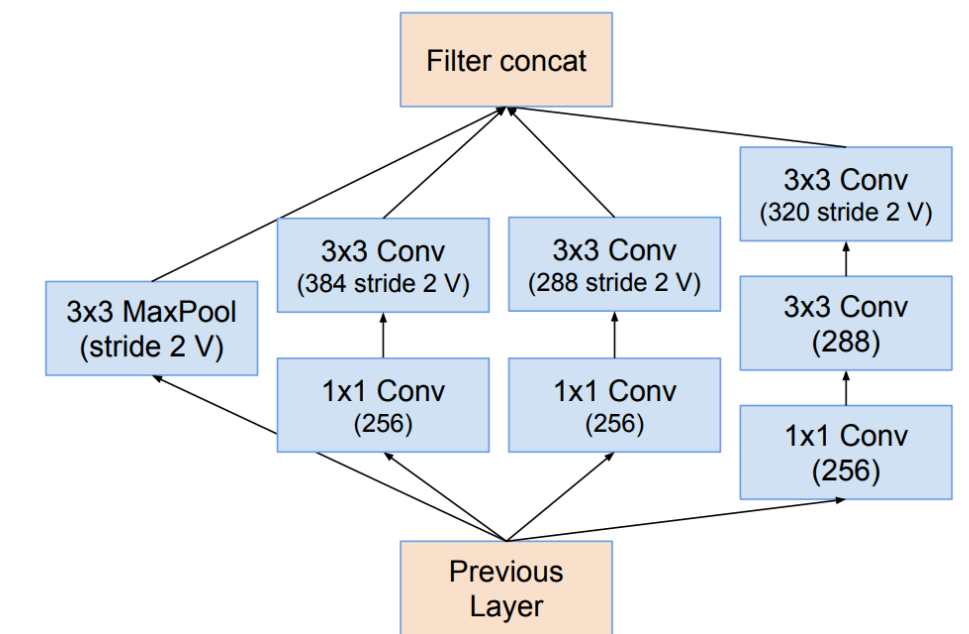 Filter concat
3x3 Conv
(320 stride 2 V)
3x3 Conv
(384 stride 2 V)
3x3 Conv
(288 stride 2 V)
3x3 MaxPool
(stride 2 V)
3x3 Conv
(288)
1x1 Conv
(256)
1x1 Conv
(256)
1x1 Conv
(256)
Previous
Layer